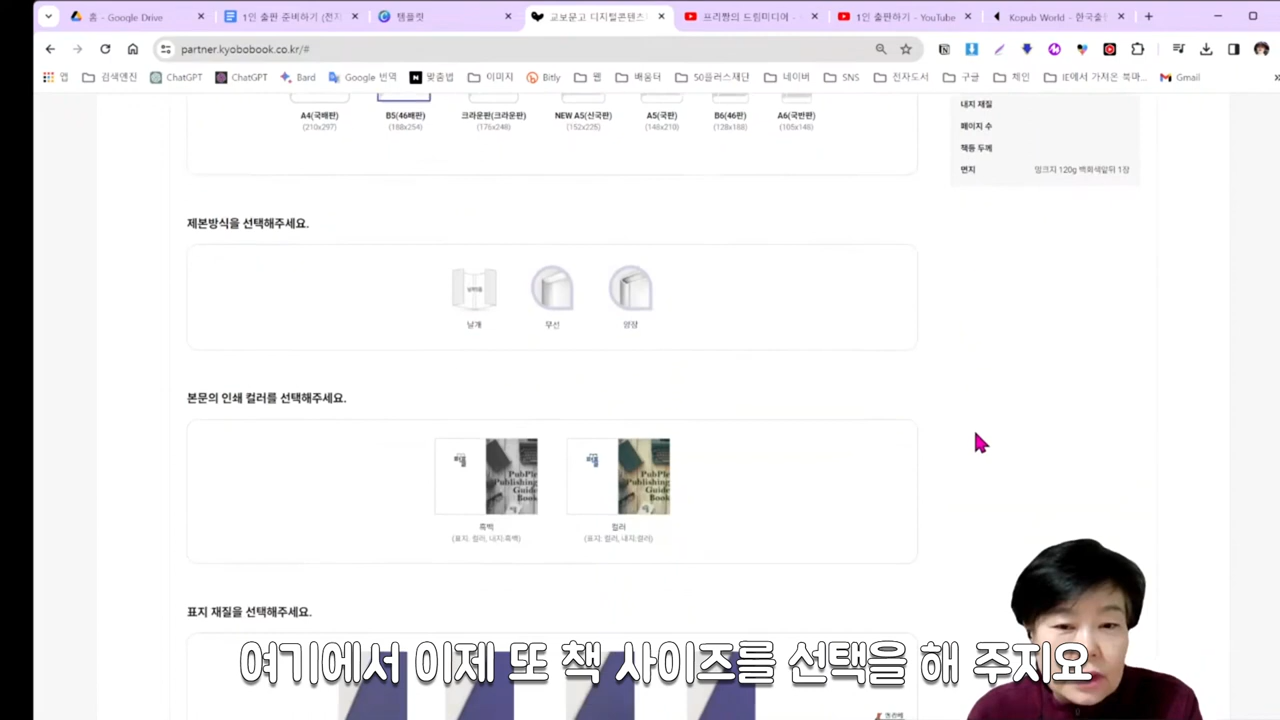 홈 - Google Drive
1인 출판 준비하기 (전자
템플릿
교보문고 디지털콘텐츠
프리짱의 드림미디어 -
1인 출판하기 - YouTube
Kopub World - 한국출
partner.kyobobook.co.kr/#
앱 검색엔진 ChatGPT ChatGPT Bard Google 번역 맞춤법 이미지 Bitly 웹 배움터 50플러스재단 네이버 SNS 전자도서 구글 체인 IE에서 가져온 북마... Gmail
A4(국배판) B5(46배판) 크라운판(크라운판) NEW A5(신국판) A5(국판) B6(46판) A6(국반판)
(210x297) (188x254) (176x248) (152x225) (148x210) (128x188) (105x148)
내지 재질
페이지 수
책등 두께
면지 밍크지 120g 백회색앞뒤 1장
제본방식을 선택해주세요.
날개 무선 양장
본문의 인쇄 컬러를 선택해주세요.
퍼플
PubPle
Publishing
Guide
Book
퍼플
PubPle
Publishing
Guide
Book
흑백 컬러
(표지: 컬러, 내지:흑백) (표지: 컬러, 내지:컬러)
표지 재질을 선택해주세요.
여기에서 이제 또 책 사이즈를 선택을 해 주지요